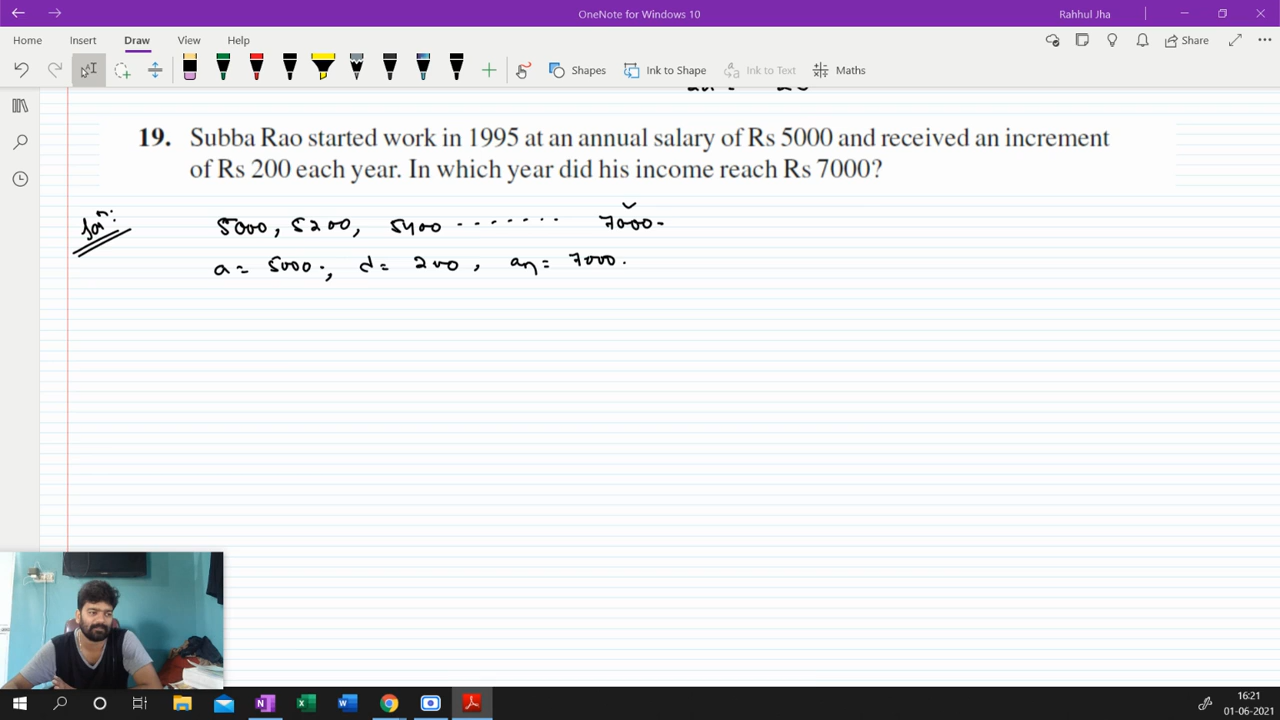 OneNote for Windows 10
Rahhul Jha
Home Insert Draw View Help
Share
Shapes Ink to Shape Ink to Text Maths
19. Subba Rao started work in 1995 at an annual salary of Rs 5000 and received an increment
of Rs 200 each year. In which year did his income reach Rs 7000?
Solⁿ: 5000, 5200, 5400 -------- 7000.
a = 5000., d = 200, an = 7000.
16:21
01-06-2021